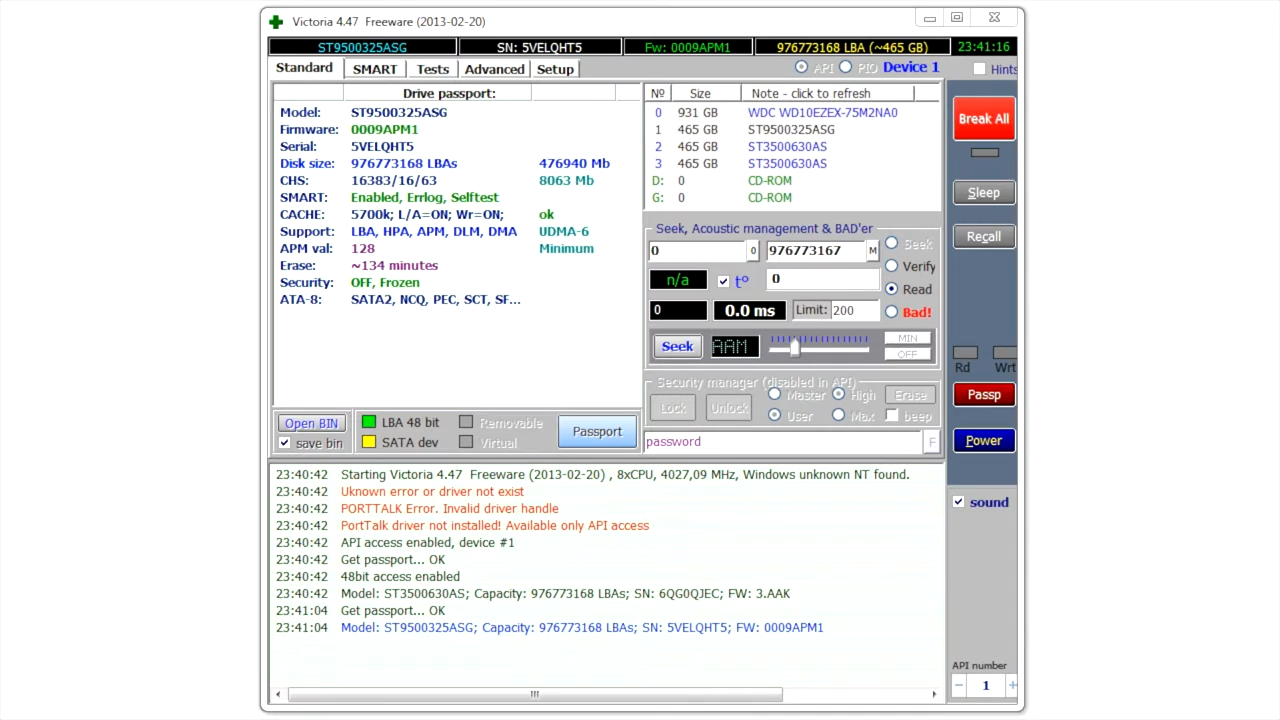 Victoria 4.47 Freeware (2013-02-20)
ST9500325ASG SN: 5VELQHT5 Fw: 0009APM1 976773168 LBA (~465 GB) 23:41:16
Standard SMART Tests Advanced Setup API PIO Device 1 Hints
Drive passport:
Model: ST9500325ASG
Firmware: 0009APM1
Serial: 5VELQHT5
Disk size: 976773168 LBAs 476940 Mb
CHS: 16383/16/63 8063 Mb
SMART: Enabled, Errlog, Selftest
CACHE: 5700k; L/A=ON; Wr=ON; ok
Support: LBA, HPA, APM, DLM, DMA UDMA-6
APM val: 128 Minimum
Erase: ~134 minutes
Security: OFF, Frozen
ATA-8: SATA2, NCQ, PEC, SCT, SF...
Nº Size Note - click to refresh
0 931 GB WDC WD10EZEX-75M2NA0
1 465 GB ST9500325ASG
2 465 GB ST3500630AS
3 465 GB ST3500630AS
D: 0 CD-ROM
G: 0 CD-ROM
Seek, Acoustic management & BAD'er
0 0 976773167 M Seek
n/a t° 0 Verify
Read
0 0.0 ms Limit: 200 Bad!
Seek AAM MIN
OFF
Security manager (disabled in API)
Lock Unlock Master High Erase
User Max beep
password F
Open BIN LBA 48 bit Removable Passport
save bin SATA dev Virtual
Break All
Sleep
Recall
Rd Wrt
Passp
Power
sound
API number
− 1 +
23:40:42 Starting Victoria 4.47 Freeware (2013-02-20) , 8xCPU, 4027,09 MHz, Windows unknown NT found.
23:40:42 Uknown error or driver not exist
23:40:42 PORTTALK Error. Invalid driver handle
23:40:42 PortTalk driver not installed! Available only API access
23:40:42 API access enabled, device #1
23:40:42 Get passport... OK
23:40:42 48bit access enabled
23:40:42 Model: ST3500630AS; Capacity: 976773168 LBAs; SN: 6QG0QJEC; FW: 3.AAK
23:41:04 Get passport... OK
23:41:04 Model: ST9500325ASG; Capacity: 976773168 LBAs; SN: 5VELQHT5; FW: 0009APM1